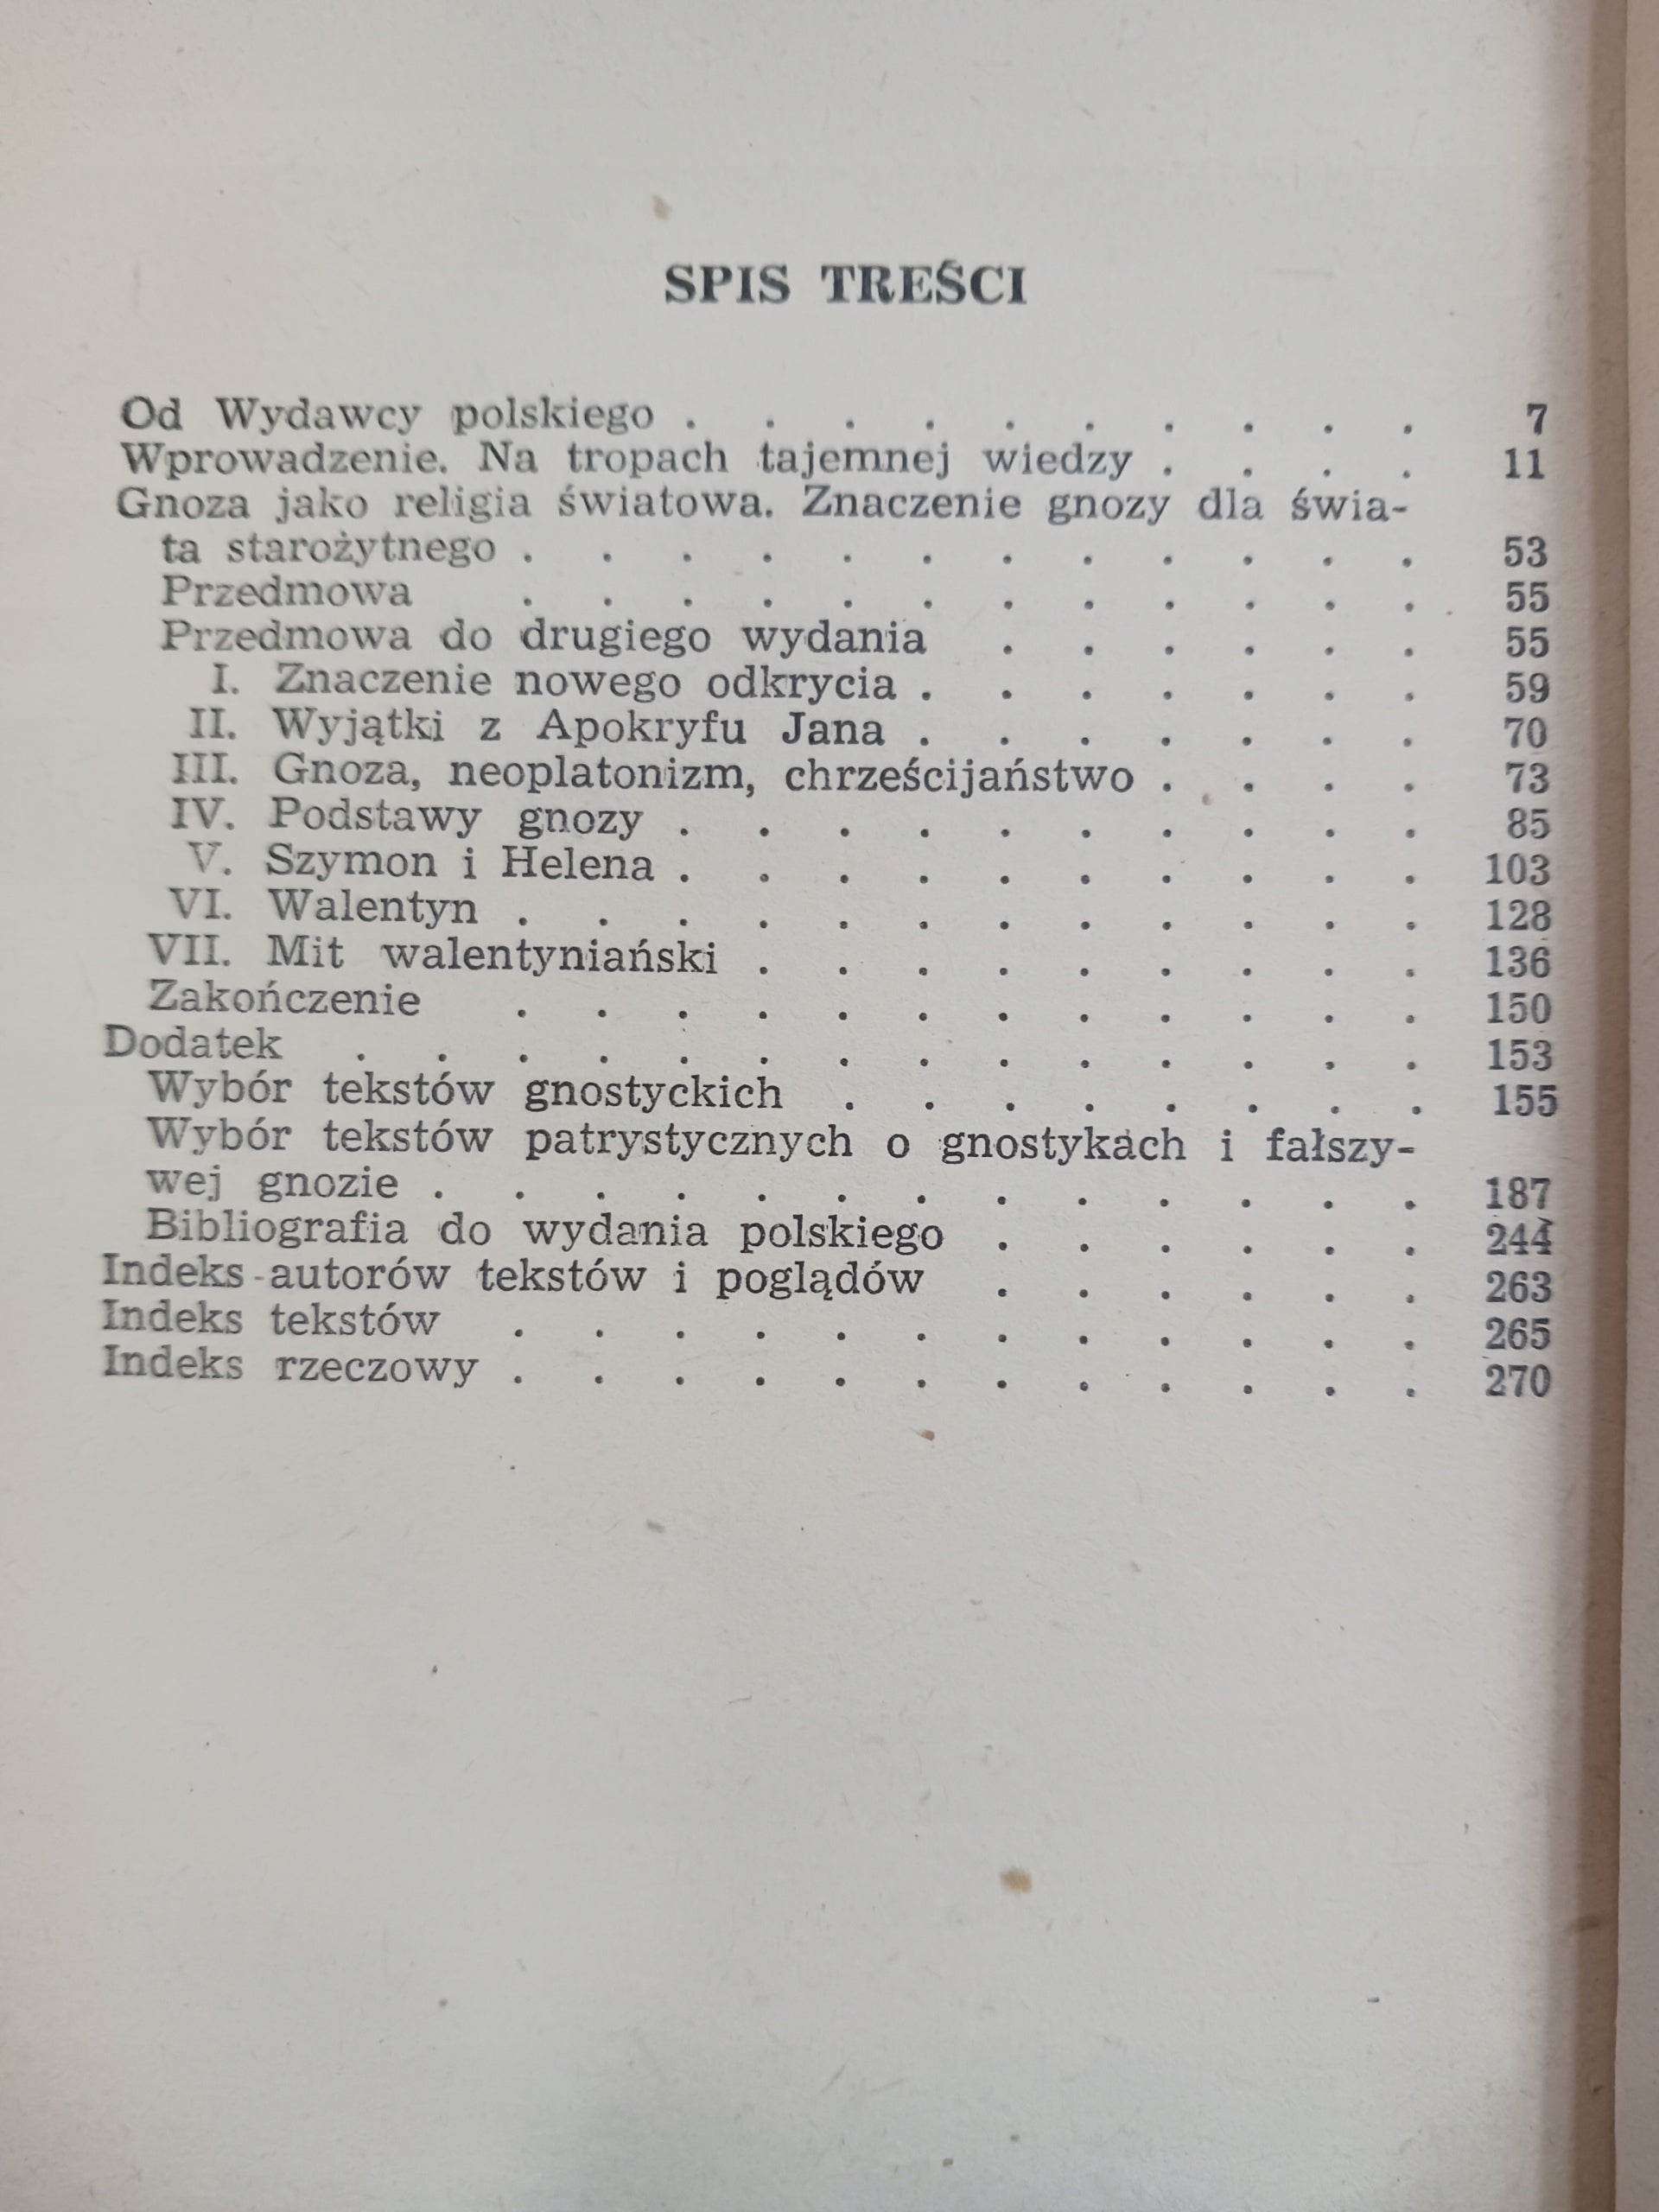 SPIS TREŚCI
Od Wydawcy polskiego . . . . . . . . . . 7
Wprowadzenie. Na tropach tajemnej wiedzy . . . . 11
Gnoza jako religia światowa. Znaczenie gnozy dla świa-
ta starożytnego . . . . . . . . . . . . 53
Przedmowa . . . . . . . . . . . . 55
Przedmowa do drugiego wydania . . . . . . 55
I. Znaczenie nowego odkrycia . . . . . . . 59
II. Wyjątki z Apokryfu Jana . . . . . . . 70
III. Gnoza, neoplatonizm, chrześcijaństwo . . . . 73
IV. Podstawy gnozy . . . . . . . . . . 85
V. Szymon i Helena . . . . . . . . . . 103
VI. Walentyn . . . . . . . . . . . . 128
VII. Mit walentyniański . . . . . . . . . 136
Zakończenie . . . . . . . . . . . . 150
Dodatek . . . . . . . . . . . . . . 153
Wybór tekstów gnostyckich . . . . . . . . 155
Wybór tekstów patrystycznych o gnostykach i fałszy-
wej gnozie . . . . . . . . . . . . . 187
Bibliografia do wydania polskiego . . . . . . 244
Indeks autorów tekstów i poglądów . . . . . . 263
Indeks tekstów . . . . . . . . . . . . 265
Indeks rzeczowy . . . . . . . . . . . . 270